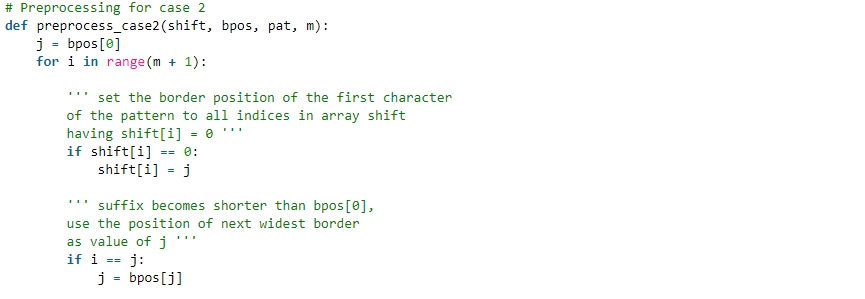 # Preprocessing for case 2
def preprocess_case2(shift, bpos, pat, m):
    j = bpos[0]
    for i in range(m + 1):
        ''' set the border position of the first character
        of the pattern to all indices in array shift
        having shift[i] = 0 '''
        if shift[i] == 0:
            shift[i] = j
        ''' suffix becomes shorter than bpos[0],
        use the position of next widest border
        as value of j '''
        if i == j:
            j = bpos[j]